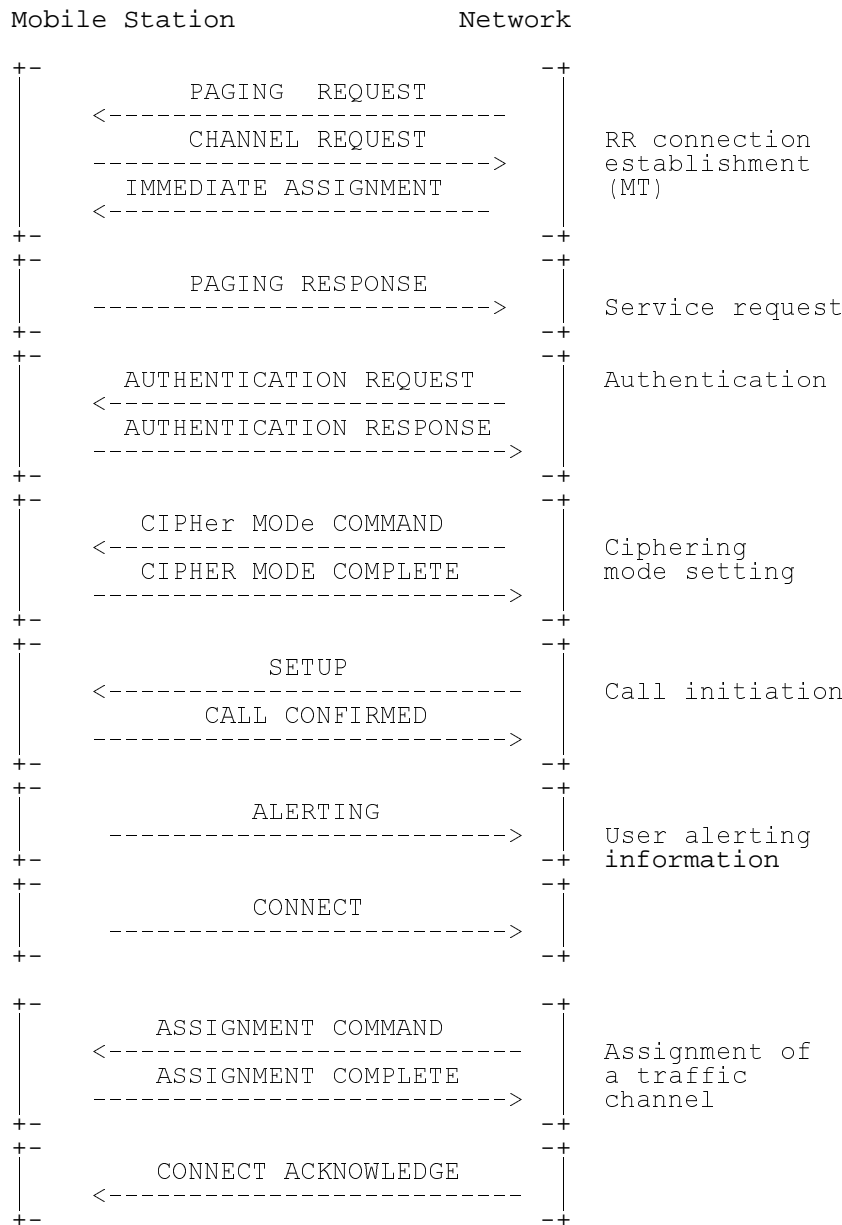 Mobile Station Network
+- -+
PAGING REQUEST
<-------------------------
CHANNEL REQUEST RR connection
-------------------------> establishment
IMMEDIATE ASSIGNMENT (MT)
<------------------------
+- -+
+- -+
PAGING RESPONSE
-------------------------> Service request
+- -+
+- -+
AUTHENTICATION REQUEST Authentication
<-------------------------
AUTHENTICATION RESPONSE
-------------------------->
+- -+
+- -+
CIPHer MODe COMMAND
<------------------------- Ciphering
CIPHER MODE COMPLETE mode setting
-------------------------->
+- -+
+- -+
SETUP
<-------------------------- Call initiation
CALL CONFIRMED
-------------------------->
+- -+
+- -+
ALERTING
-------------------------> User alerting
+- -+ information
+- -+
CONNECT
------------------------->
+- -+
+- -+
ASSIGNMENT COMMAND
<-------------------------- Assignment of
ASSIGNMENT COMPLETE a traffic
--------------------------> channel
+- -+
+- -+
CONNECT ACKNOWLEDGE
<--------------------------
+- -+